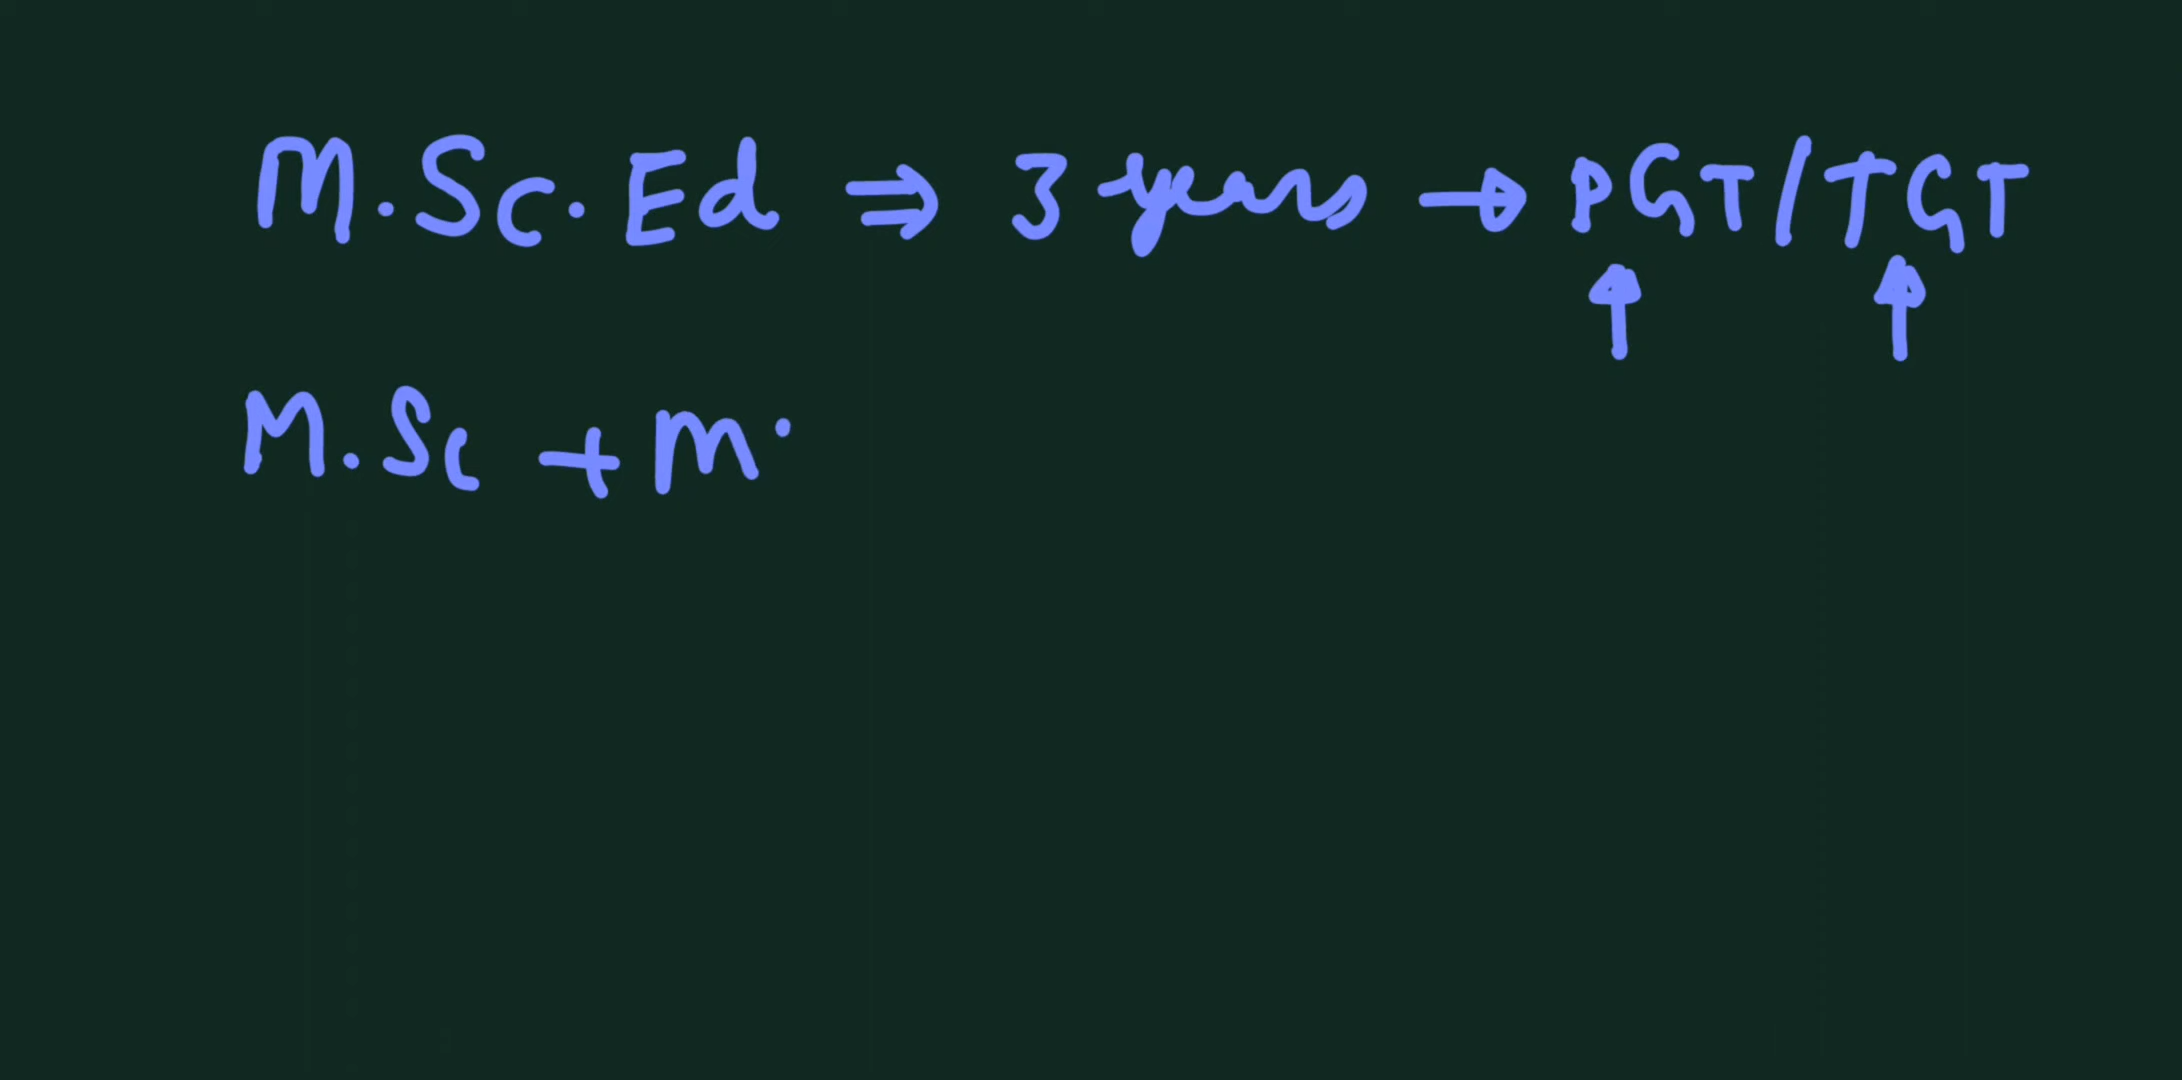 M.Sc.Ed ⇒ 3 years → PGT/TGT
M.Sc + M.